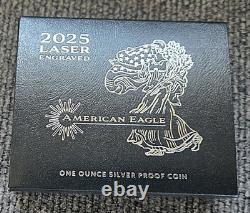 2025
LASER
ENGRAVED
AMERICAN EAGLE
ONE OUNCE SILVER PROOF COIN